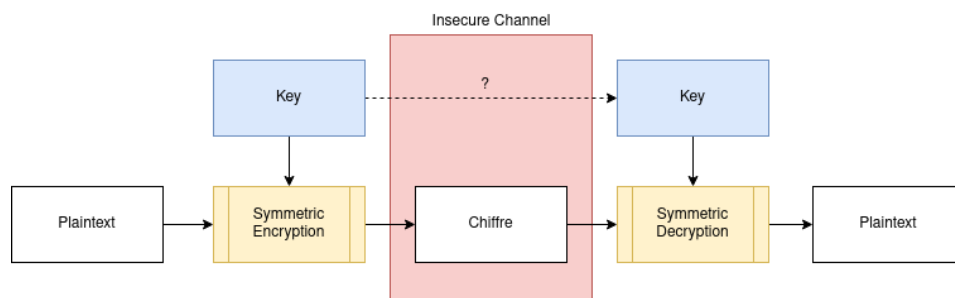 Insecure Channel
Key
?
Key
Plaintext
Symmetric
Encryption
Chiffre
Symmetric
Decryption
Plaintext